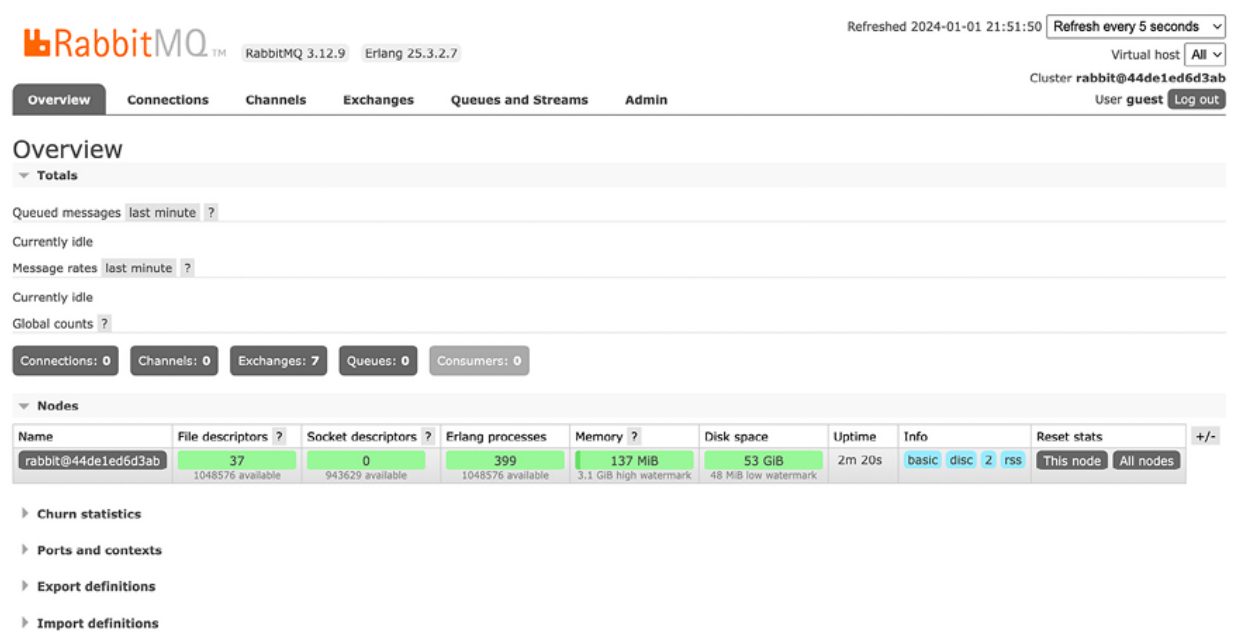 Refreshed 2024-01-01 21:51:50 Refresh every 5 seconds
RabbitMQ TM RabbitMQ 3.12.9 Erlang 25.3.2.7
Virtual host All
Cluster rabbit@44de1ed6d3ab
User guest Log out
Overview Connections Channels Exchanges Queues and Streams Admin
Overview
Totals
Queued messages last minute ?
Currently idle
Message rates last minute ?
Currently idle
Global counts ?
Connections: 0 Channels: 0 Exchanges: 7 Queues: 0 Consumers: 0
Nodes
Name File descriptors ? Socket descriptors ? Erlang processes Memory ? Disk space Uptime Info Reset stats +/-
rabbit@44de1ed6d3ab 37 0 399 137 MiB 53 GiB 2m 20s basic disc 2 rss This node All nodes
1048576 available 943629 available 1048576 available 3.1 GiB high watermark 48 MiB low watermark
Churn statistics
Ports and contexts
Export definitions
Import definitions